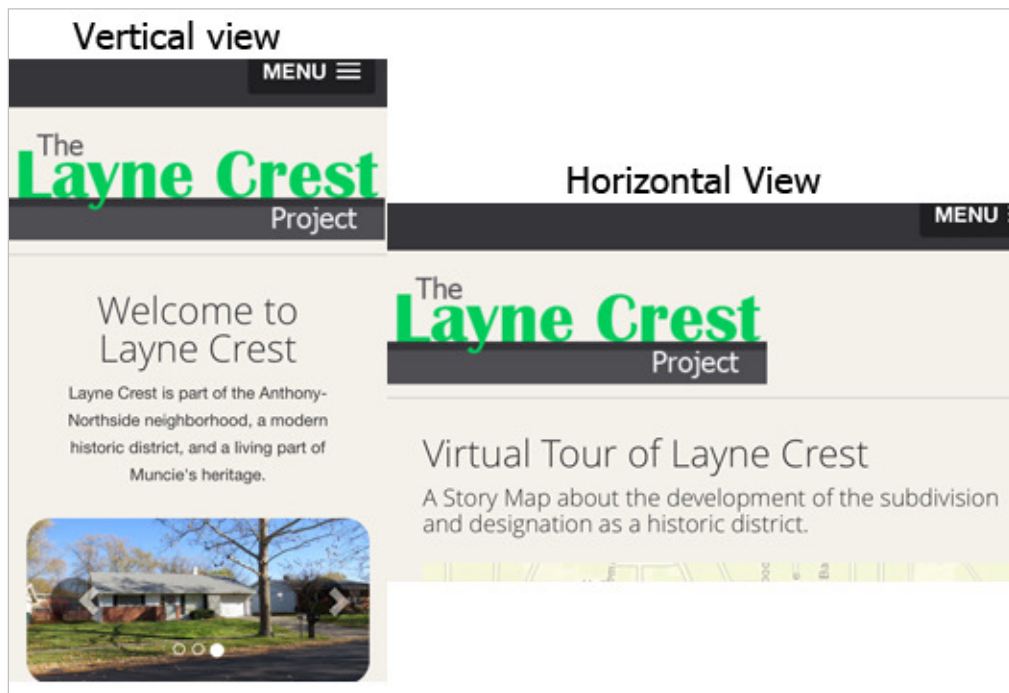 Vertical view
MENU
The
Layne Crest
Project
Welcome to
Layne Crest
Layne Crest is part of the Anthony-
Northside neighborhood, a modern
historic district, and a living part of
Muncie's heritage.
Horizontal View
MENU
The
Layne Crest
Project
Virtual Tour of Layne Crest
A Story Map about the development of the subdivision
and designation as a historic district.